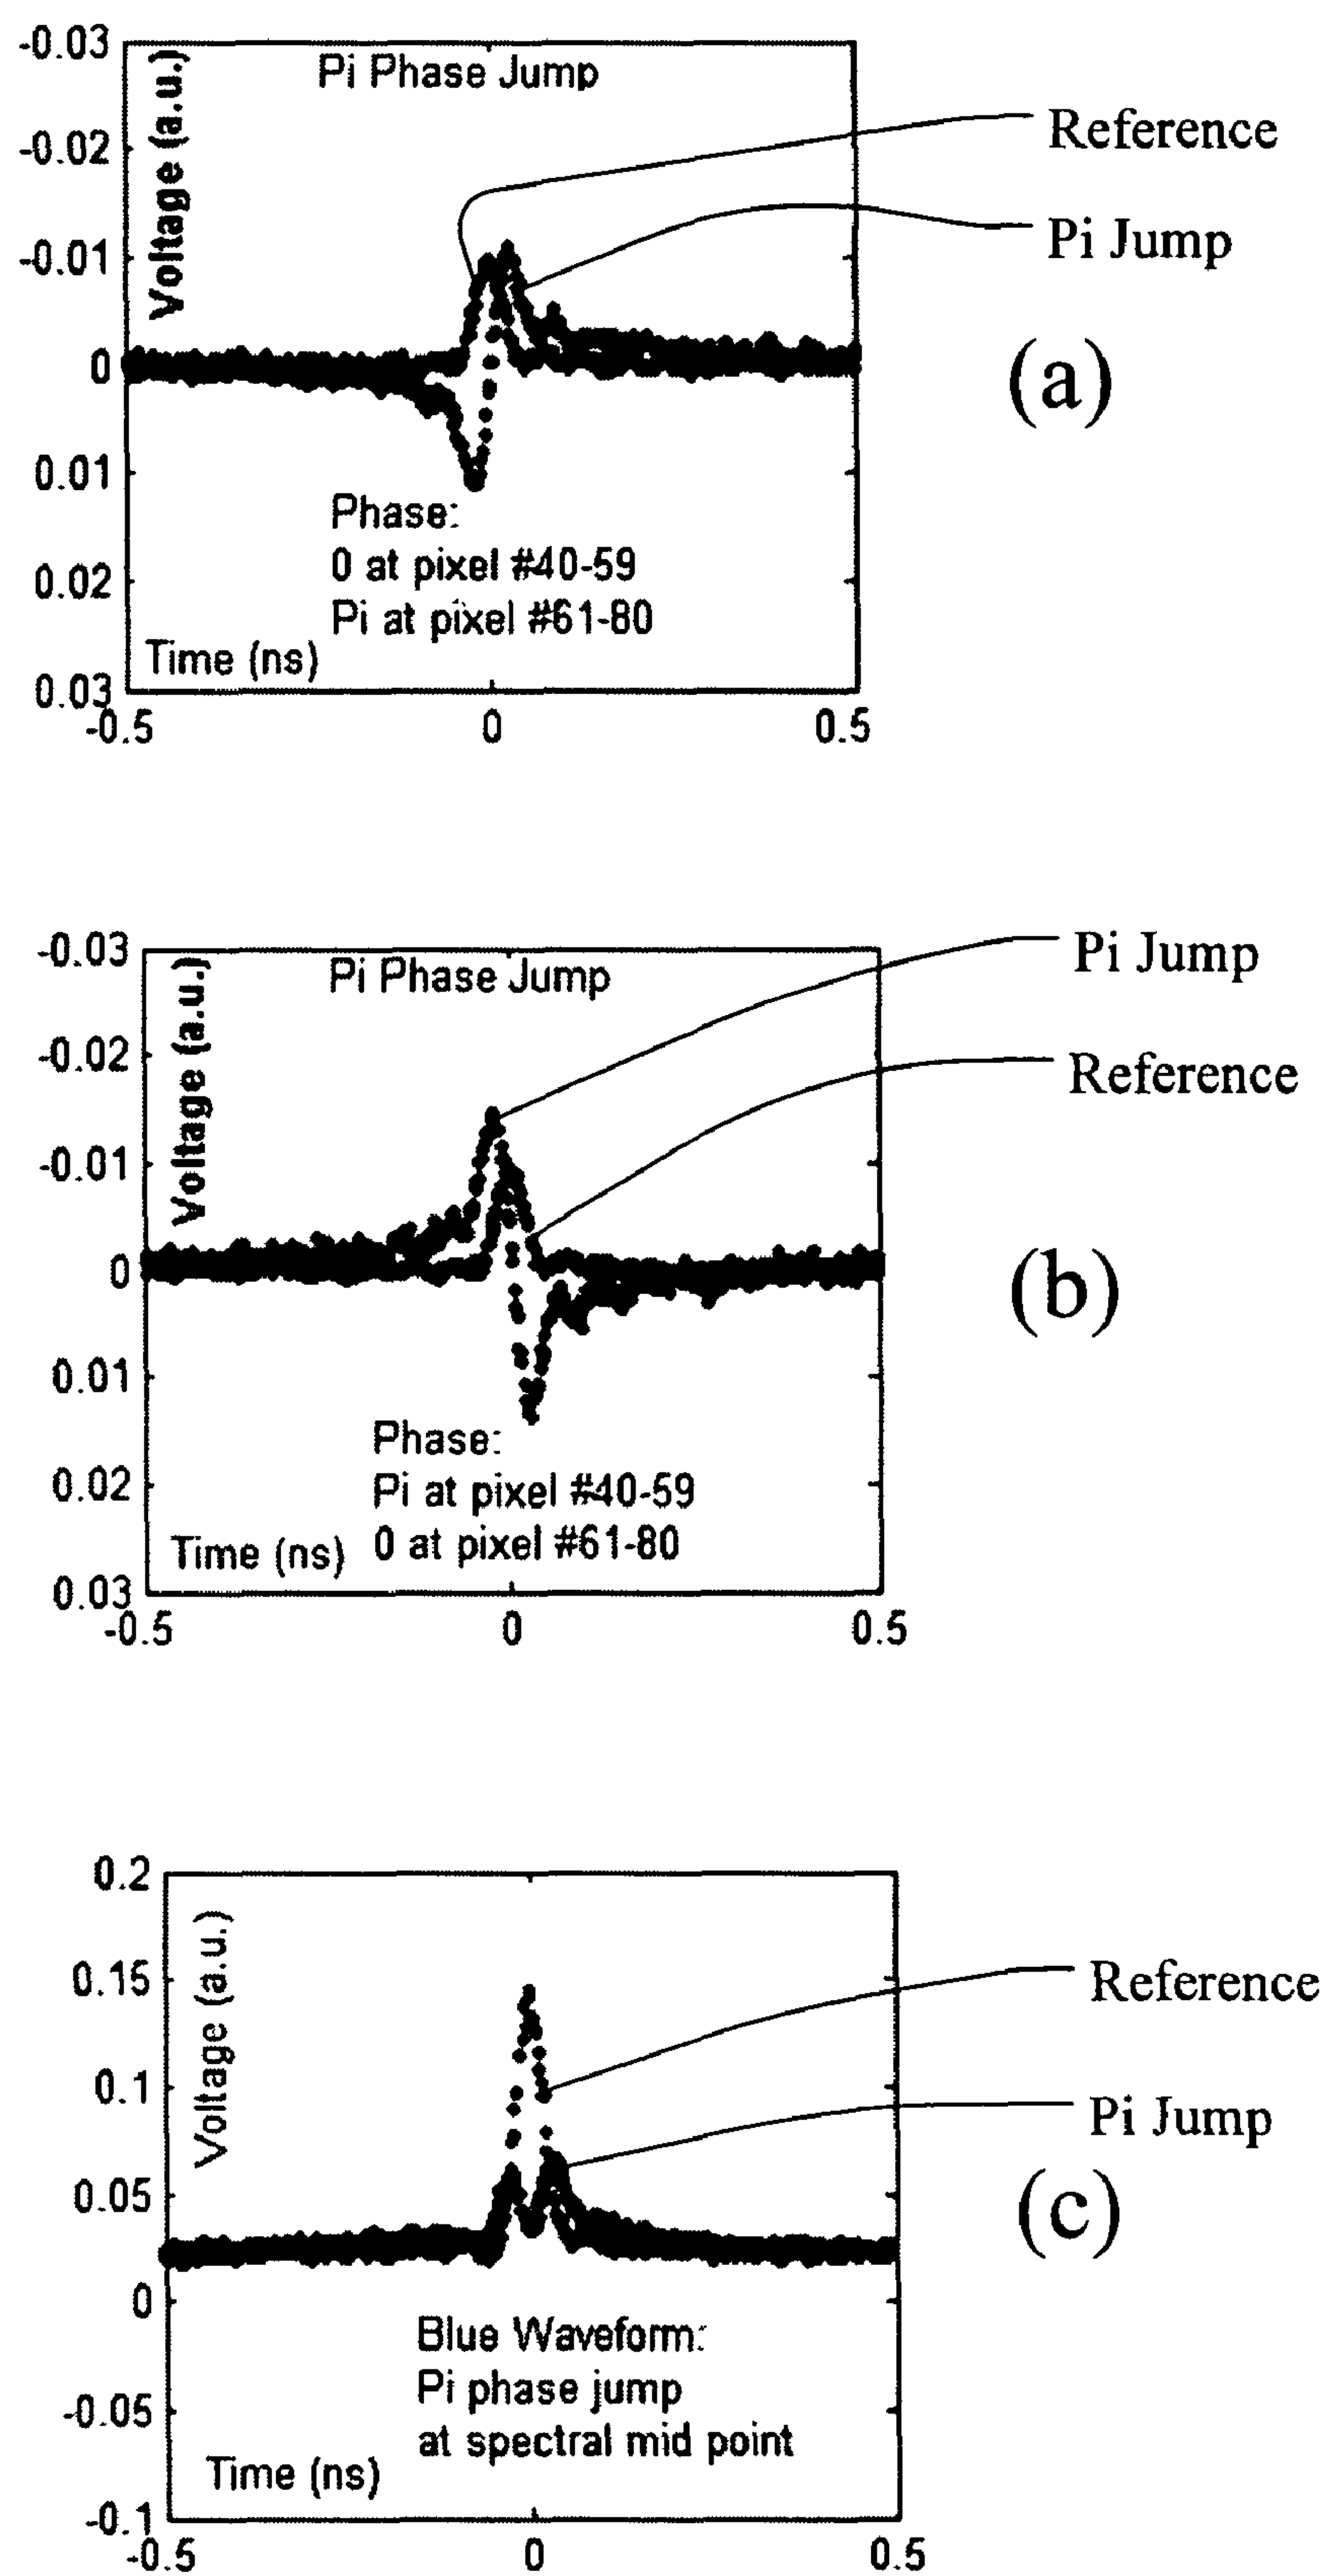 -0.03
Pi Phase Jump
Voltage (a.u.)
Reference
-0.02
Pi Jump
-0.01
0
(a)
0.01
Phase:
0 at pixel #40-59
0.02
Pi at pixel #61-80
Time (ns)
0.03
-0.5
0
0.5
-0.03
Pi Phase Jump
Voltage (a.u.)
Pi Jump
-0.02
Reference
-0.01
0
(b)
0.01
Phase:
Pi at pixel #40-59
0.02
Time (ns)
0 at pixel #61-80
0.03
-0.5
0
0.5
0.2
Voltage (a.u.)
0.15
Reference
0.1
Pi Jump
0.05
(c)
0
Blue Waveform:
Pi phase jump
-0.05
at spectral mid point
Time (ns)
-0.1
-0.5
0
0.5